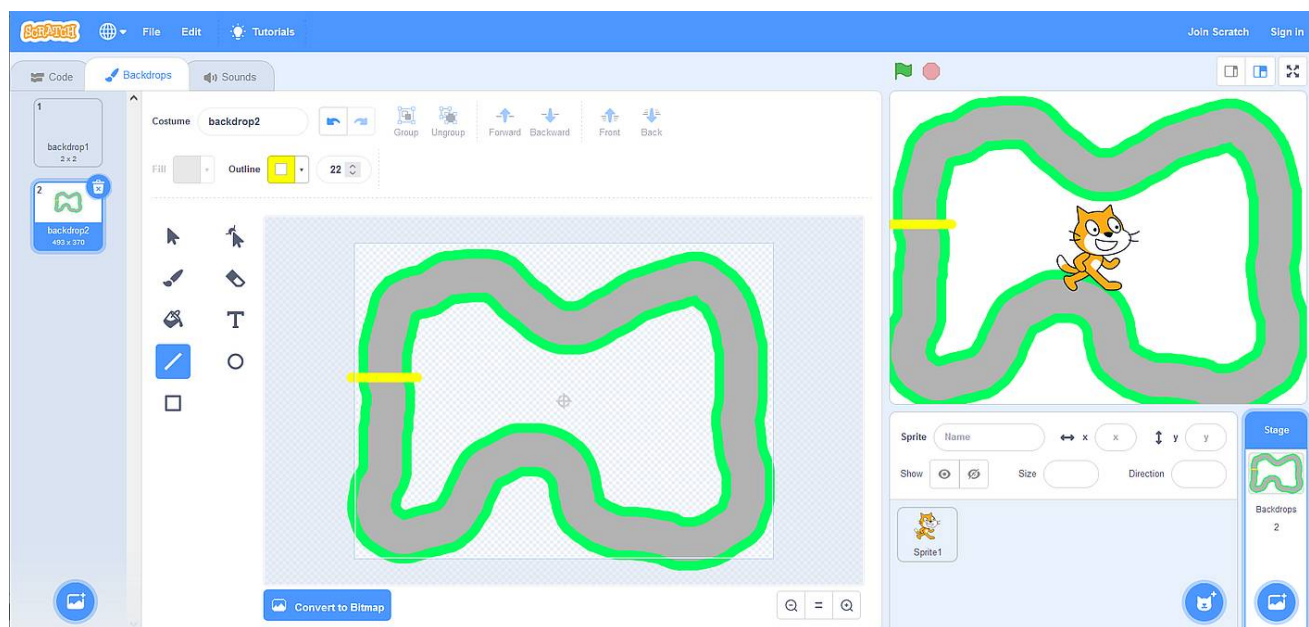 SCRATCH File Edit Tutorials Join Scratch Sign in
Code Backdrops Sounds
1
backdrop1
2 x 2
2
backdrop2
493 x 370
Costume backdrop2 Group Ungroup Forward Backward Front Back
Fill Outline 22
T
Convert to Bitmap
Sprite Name x x y y
Show Size Direction
Sprite1
Stage
Backdrops
2